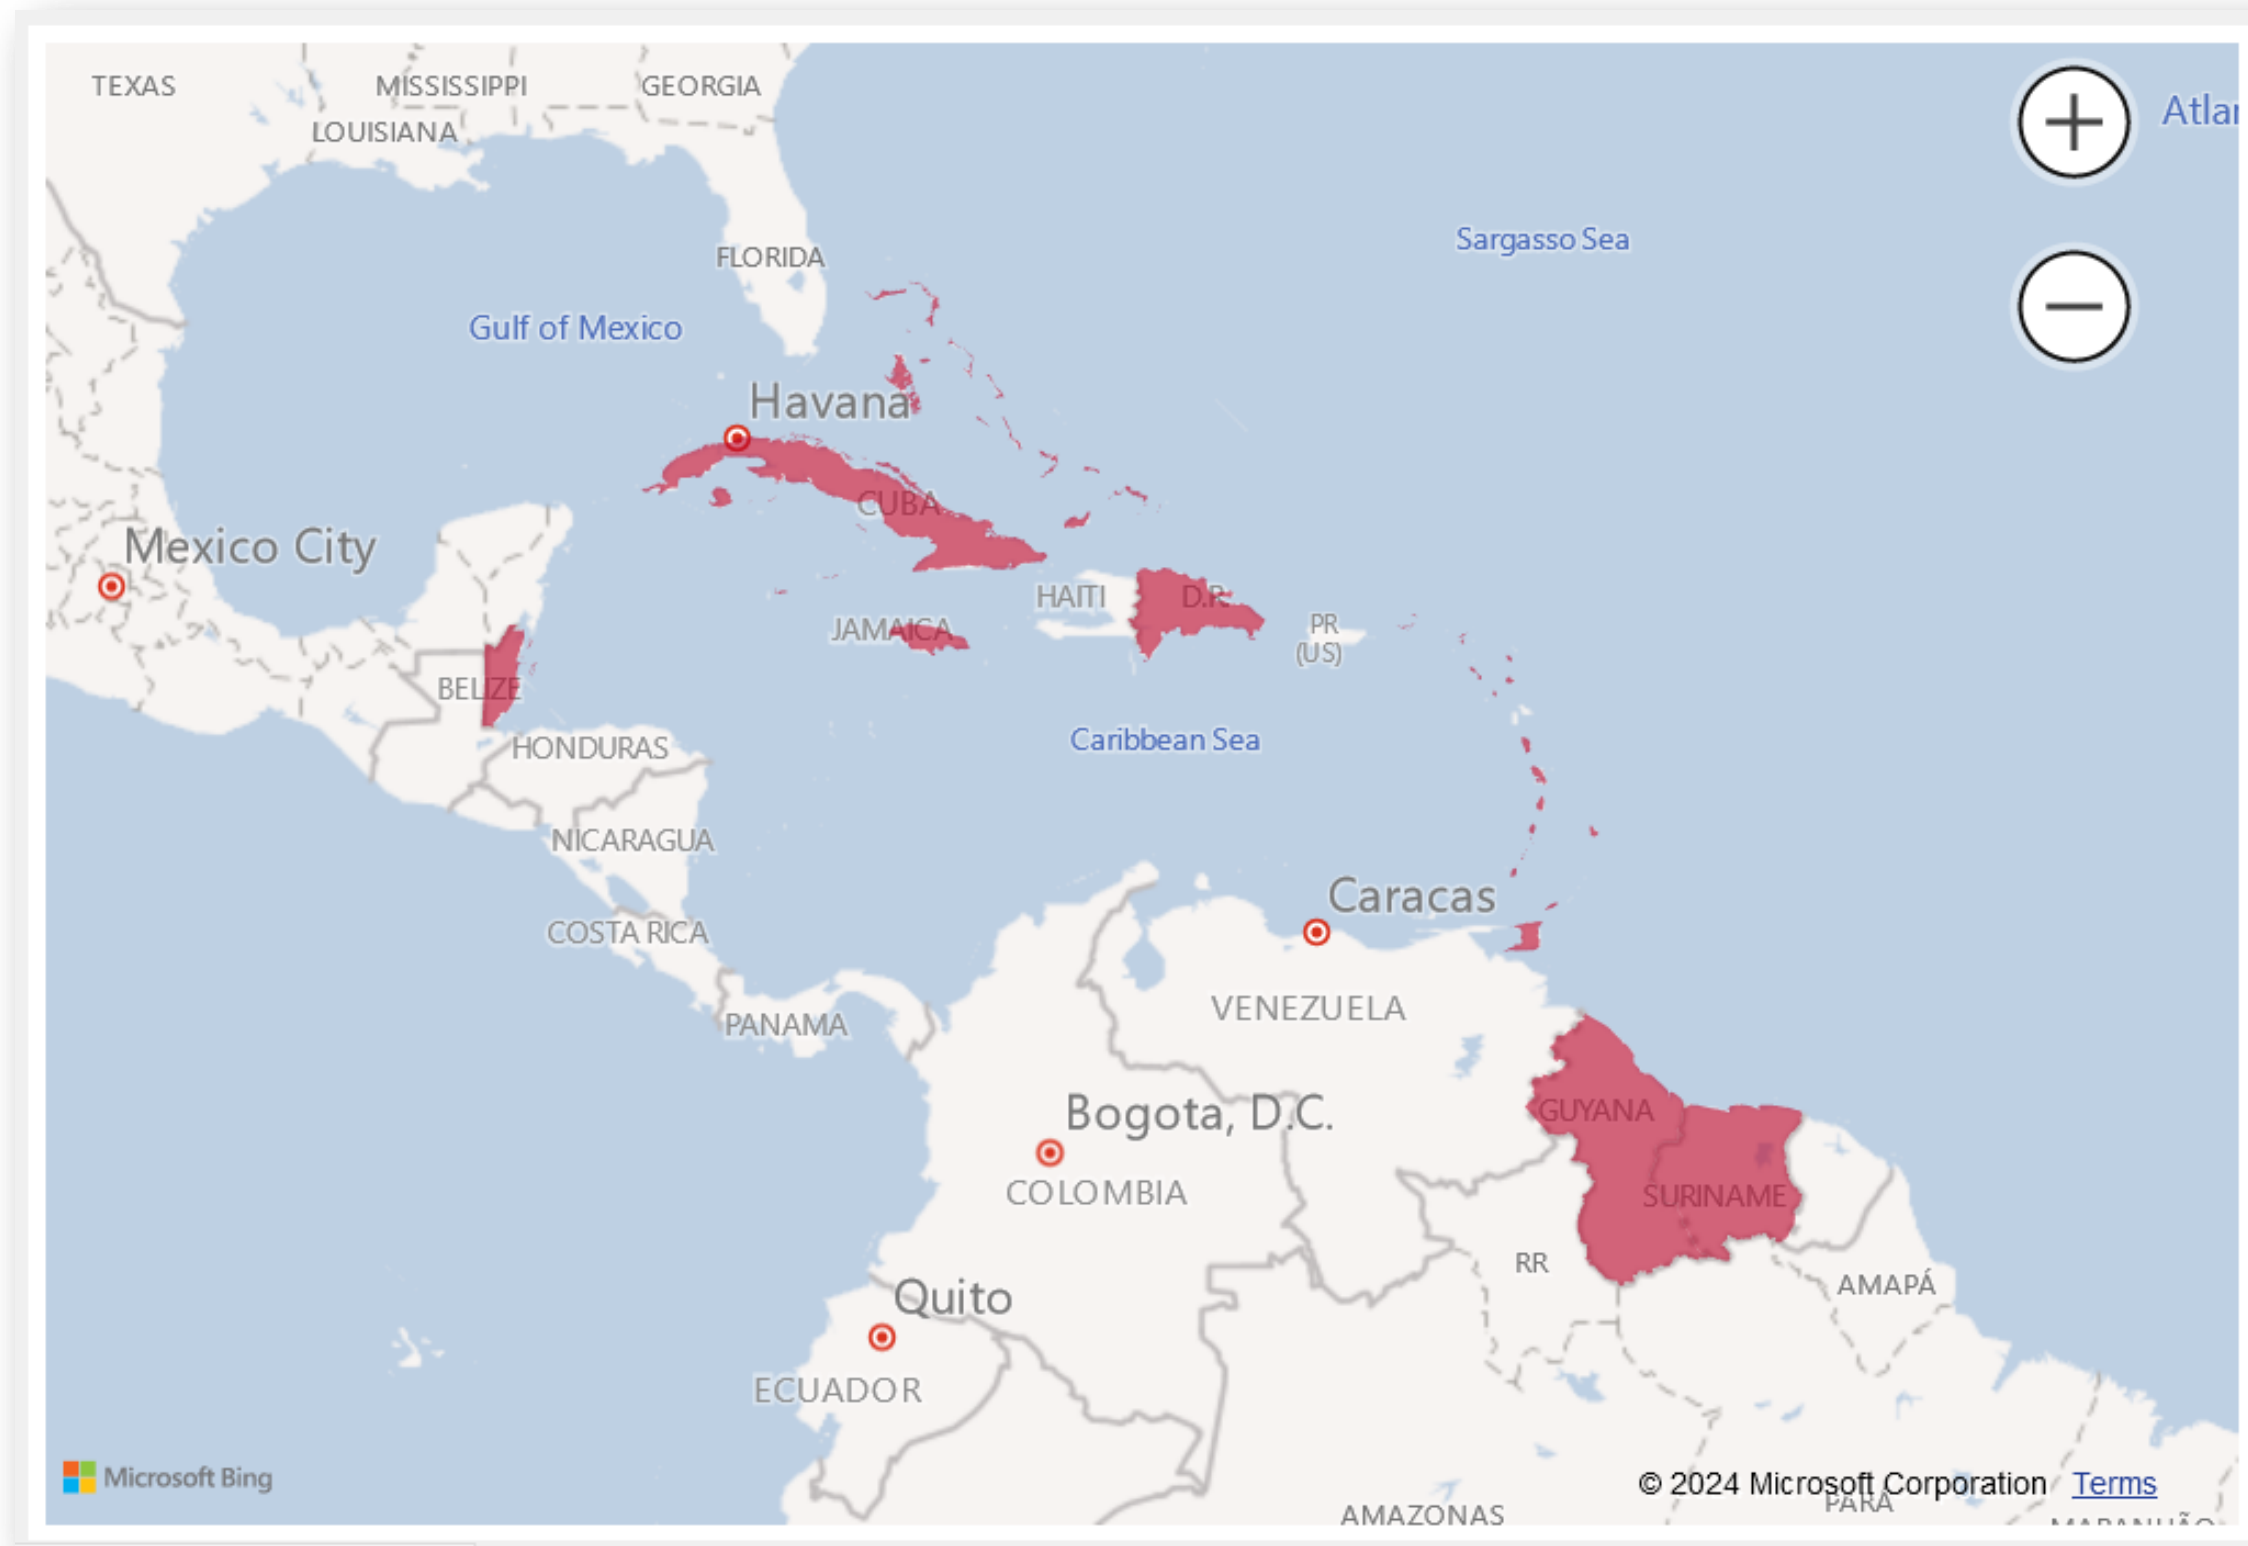 TEXAS
MISSISSIPPI
GEORGIA
Atlar
LOUISIANA
Sargasso Sea
FLORIDA
Gulf of Mexico
Havana
CUBA
Mexico City
HAITI
D.R.
JAMAICA
PR
(US)
BELIZE
HONDURAS
Caribbean Sea
NICARAGUA
Caracas
COSTA RICA
VENEZUELA
PANAMA
Bogota, D.C.
GUYANA
COLOMBIA
SURINAME
RR
AMAPÁ
Quito
ECUADOR
Microsoft Bing
© 2024 Microsoft Corporation Terms
PARÁ
AMAZONAS
MARANHÃO